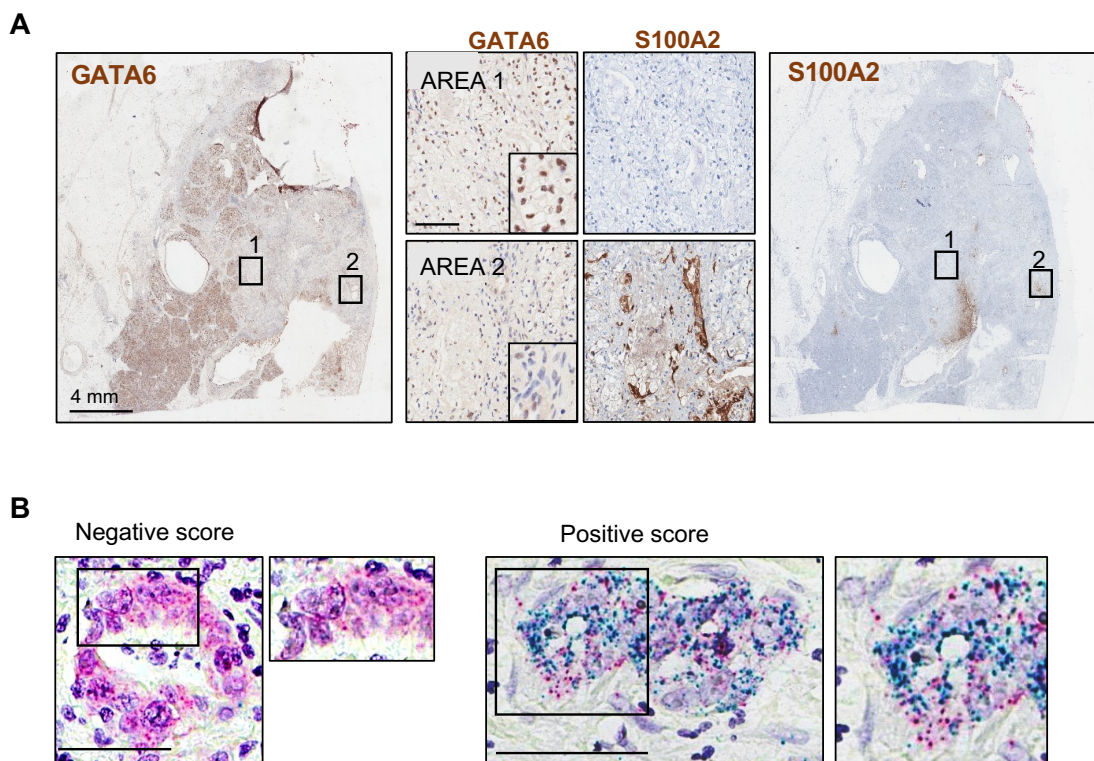 A
GATA6
S100A2
GATA6
AREA 1
S100A2
1
2
1
2
AREA 2
4 mm
B
Negative score
Positive score